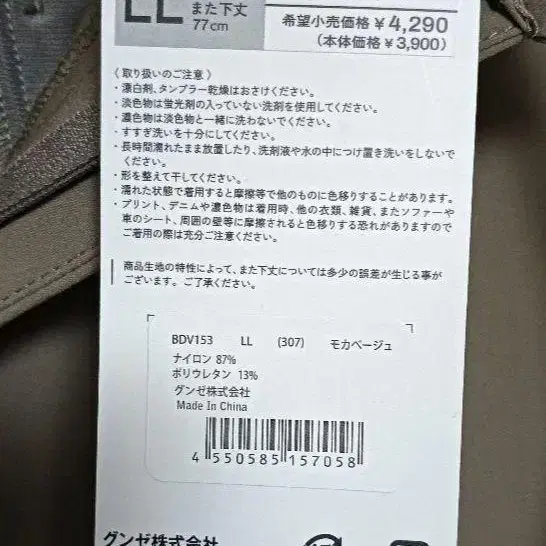 LL
また下丈
77cm
希望小売価格￥4,290
(本体価格￥3,900)
〈取り扱いのご注意〉
・漂白剤、タンブラー乾燥はおさけください。
・淡色物は蛍光剤の入っていない洗剤を使用してください。
・濃色物は淡色物と一緒に洗わないでください。
・すすぎ洗いを十分にしてください。
・長時間濡れたまま放置したり、洗剤液や水の中につけ置き洗いをしないで
ください。
・形を整えて干してください。
・濡れた状態で着用すると摩擦等で他のものに色移りすることがあります。
・プリント、デニムや濃色物は着用時、他の衣類、雑貨、またソファーや
車のシート、周囲の壁等に摩擦されると色移りする恐れがありますので
ご着用の際は充分ご注意ください。
商品生地の特性によって、また下丈については多少の誤差が生じる事が
ございます。ご了承ください。
BDV153 LL (307) モカベージュ
ナイロン 87%
ポリウレタン 13%
グンゼ株式会社
Made In China
4 550585 157058
グンゼ株式会社